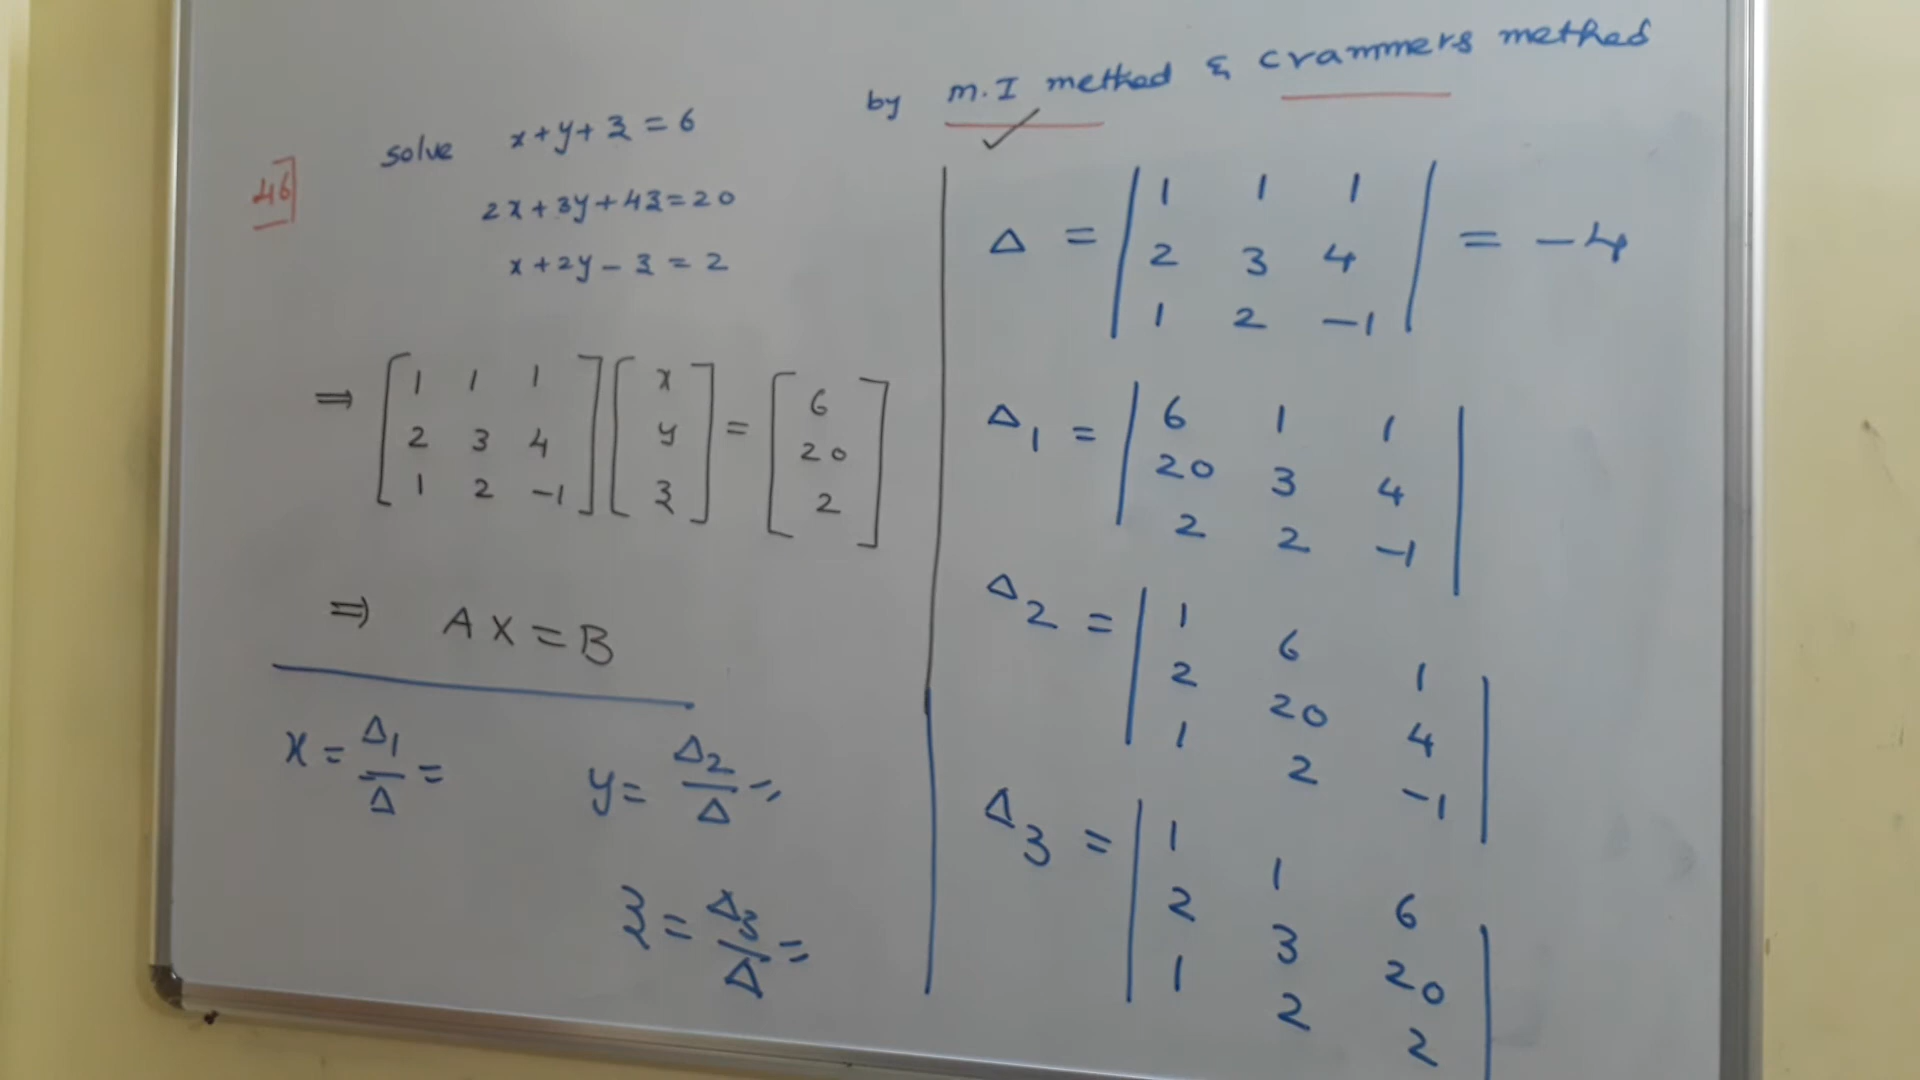 by M.I method & crammers method
46 solve x+y+z=6
2x+3y+4z=20
x+2y-z=2
⇒ [1 1 1] [x] = [6]
[2 3 4] [y] [20]
[1 2 -1] [z] [2]
⇒ AX=B
x = Δ1/Δ =
y = Δ2/Δ =
z = Δ3/Δ =
Δ = |1 1 1| = -4
|2 3 4|
|1 2 -1|
Δ1 = |6 1 1|
|20 3 4|
|2 2 -1|
Δ2 = |1 6 1|
|2 20 4|
|1 2 -1|
Δ3 = |1 1 6|
|2 3 20|
|1 2 2|